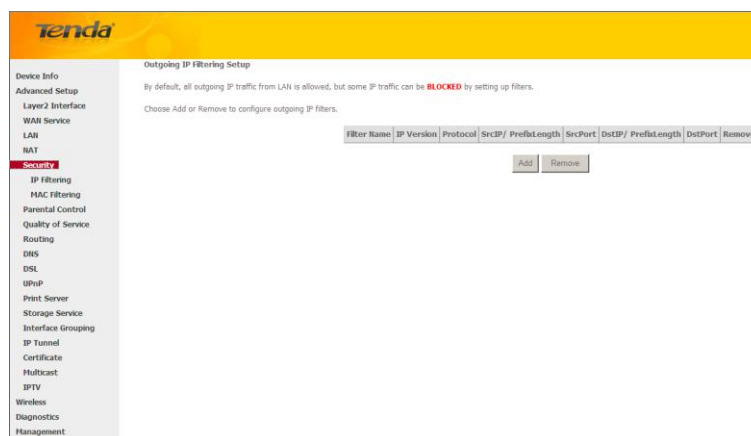 Tenda
Device Info
Advanced Setup
Layer2 Interface
WAN Service
LAN
NAT
Security
IP Filtering
MAC Filtering
Parental Control
Quality of Service
Routing
DNS
DSL
UPnP
Print Server
Storage Service
Interface Grouping
IP Tunnel
Certificate
Multicast
IPTV
Wireless
Diagnostics
Management
Outgoing IP Filtering Setup
By default, all outgoing IP traffic from LAN is allowed, but some IP traffic can be BLOCKED by setting up filters.
Choose Add or Remove to configure outgoing IP filters.
Filter Name IP Version Protocol SrcIP/ PrefixLength SrcPort DstIP/ PrefixLength DstPort Remove
Add Remove